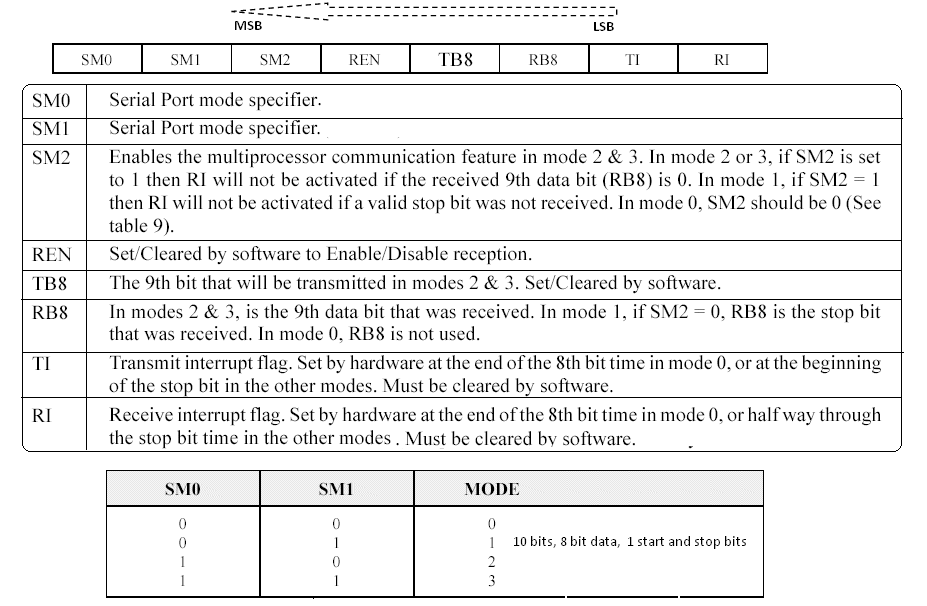 MSB LSB
SM0 SM1 SM2 REN TB8 RB8 TI RI
SM0 Serial Port mode specifier.
SM1 Serial Port mode specifier.
SM2 Enables the multiprocessor communication feature in mode 2 & 3. In mode 2 or 3, if SM2 is set
to 1 then RI will not be activated if the received 9th data bit (RB8) is 0. In mode 1, if SM2 = 1
then RI will not be activated if a valid stop bit was not received. In mode 0, SM2 should be 0 (See
table 9).
REN Set/Cleared by software to Enable/Disable reception.
TB8 The 9th bit that will be transmitted in modes 2 & 3. Set/Cleared by software.
RB8 In modes 2 & 3, is the 9th data bit that was received. In mode 1, if SM2 = 0, RB8 is the stop bit
that was received. In mode 0, RB8 is not used.
TI Transmit interrupt flag. Set by hardware at the end of the 8th bit time in mode 0, or at the beginning
of the stop bit in the other modes. Must be cleared by software.
RI Receive interrupt flag. Set by hardware at the end of the 8th bit time in mode 0, or half way through
the stop bit time in the other modes . Must be cleared by software.
SM0 SM1 MODE
0 0 0
0 1 1 10 bits, 8 bit data, 1 start and stop bits
1 0 2
1 1 3